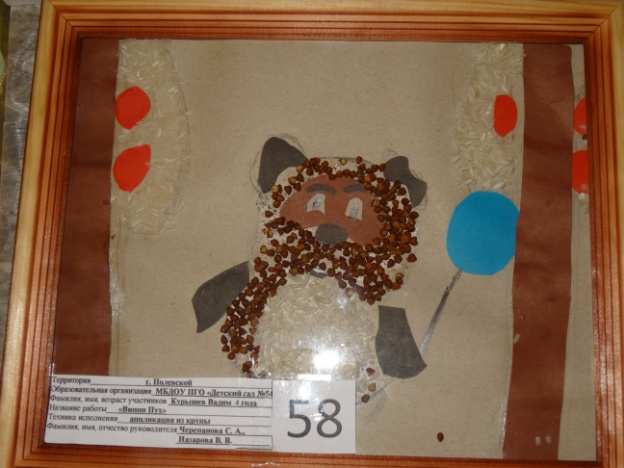 Территория г. Полевской
Образовательная организация МБДОУ ПГО «Детский сад №54
Фамилия, имя, возраст участников Курышев Вадим 4 года
Название работы «Винни Пух»
Техника исполнения аппликация из крупы
Фамилия, имя, отчество руководителя Черепанова С. А.,
Назарова В. В.
58